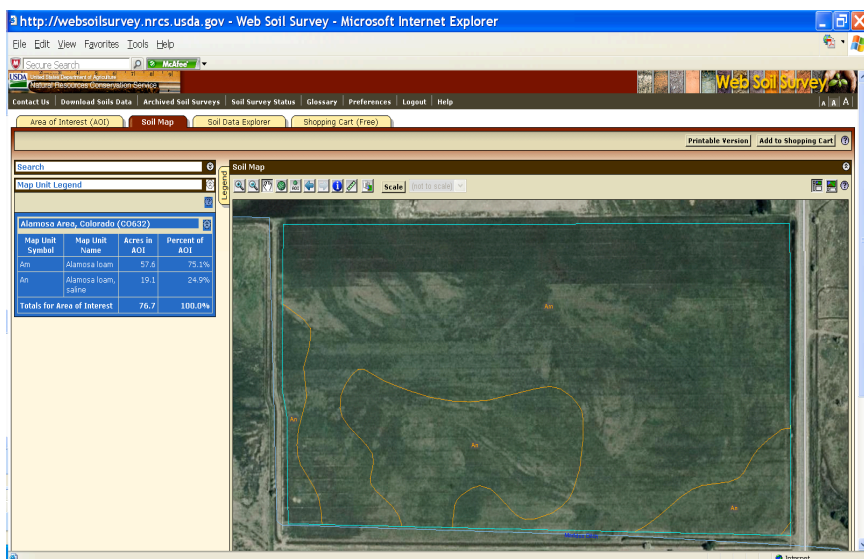 http://websoilsurvey.nrcs.usda.gov - Web Soil Survey - Microsoft Internet Explorer
File Edit View Favorites Tools Help
Secure Search McAfee
USDA United States Department of Agriculture
Natural Resources Conservation Service
Web Soil Survey
Contact Us | Download Soils Data | Archived Soil Surveys | Soil Survey Status | Glossary | Preferences | Logout | Help A A A
Area of Interest (AOI) Soil Map Soil Data Explorer Shopping Cart (Free)
Printable Version Add to Shopping Cart
Search
Soil Map
Map Unit Legend
Legend
Scale (not to scale)
Alamosa Area, Colorado (CO632)
Map Unit Symbol Map Unit Name Acres in AOI Percent of AOI
Am Alamosa loam 57.6 75.1%
An Alamosa loam, saline 19.1 24.9%
Totals for Area of Interest 76.7 100.0%
Am
An
An
An
Internet